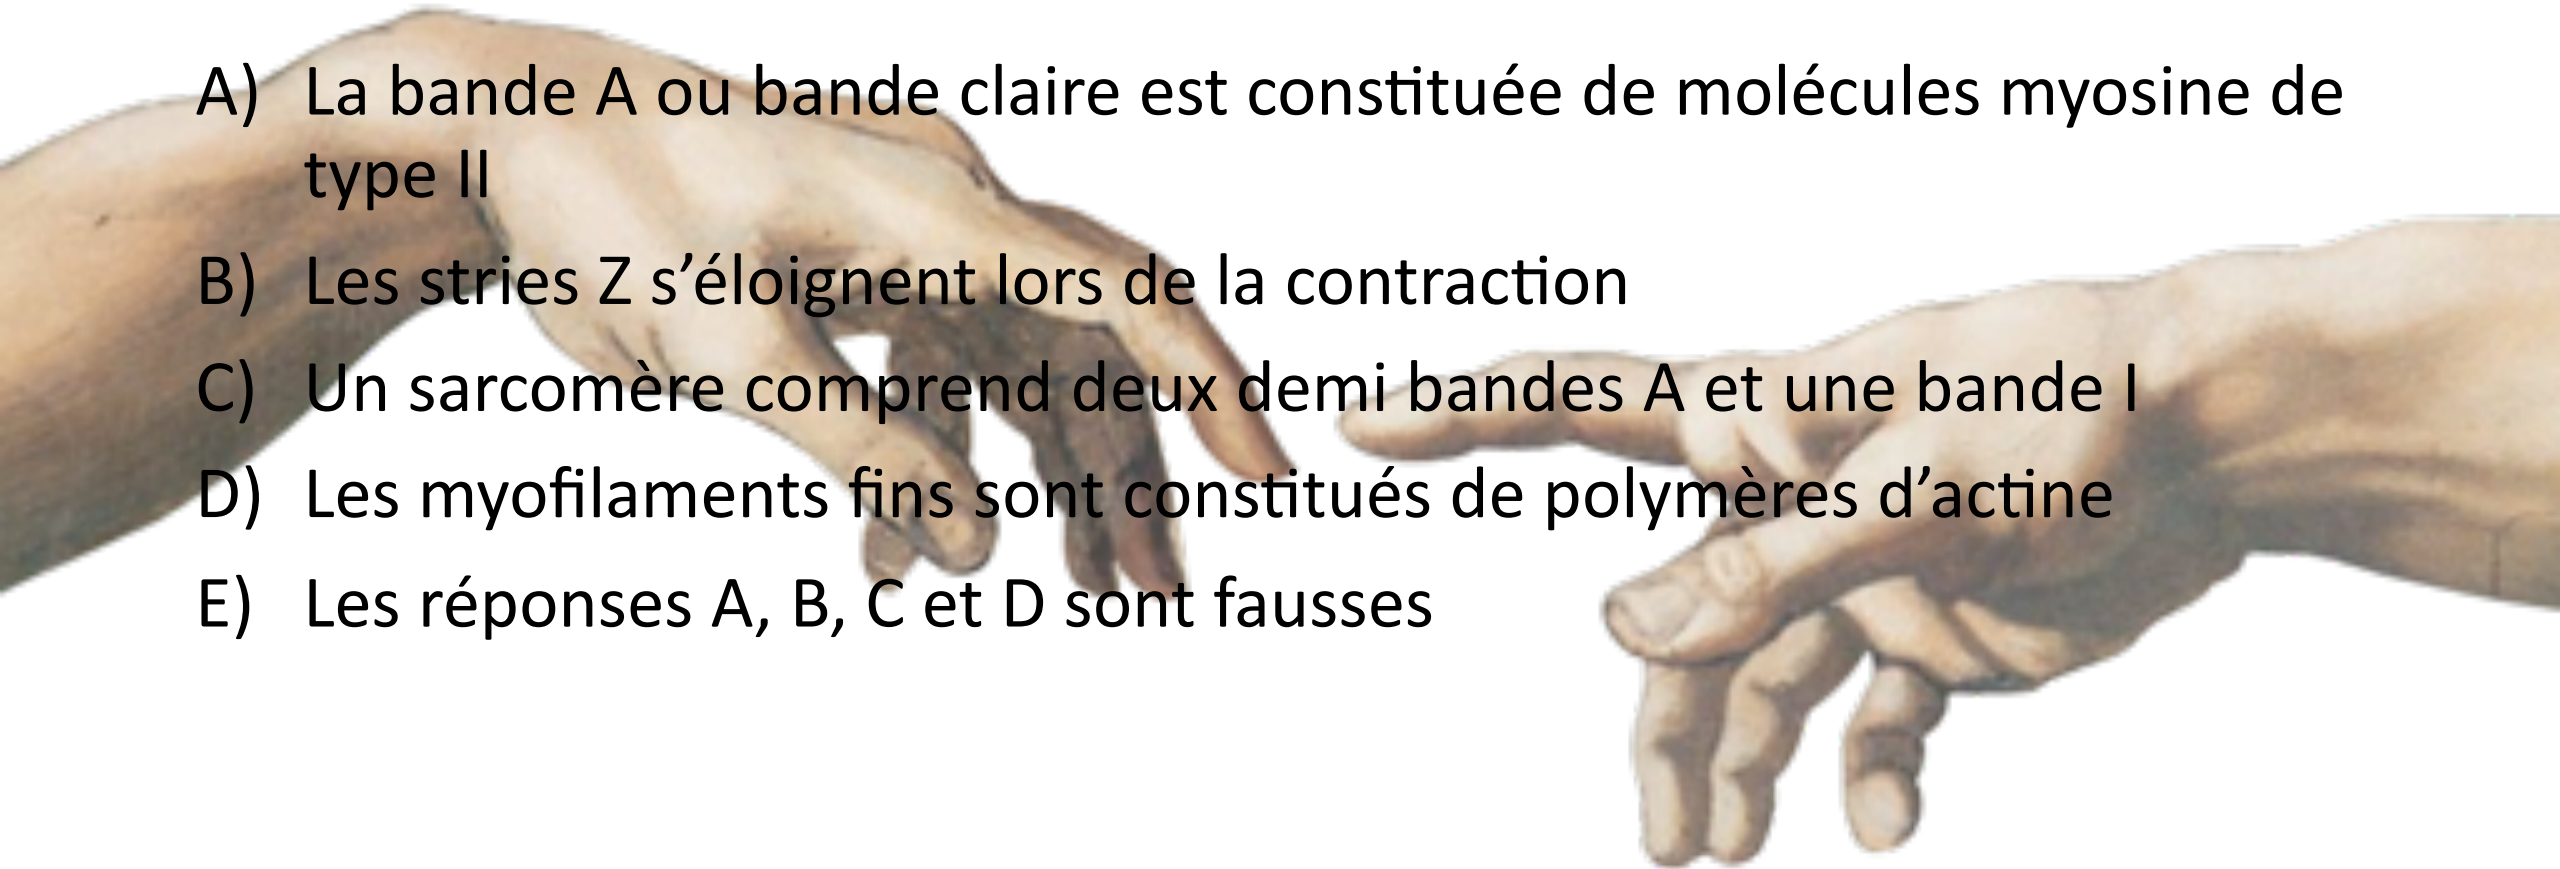 A) La bande A ou bande claire est constituée de molécules myosine de
type II
B) Les stries Z s’éloignent lors de la contraction
C) Un sarcomère comprend deux demi bandes A et une bande I
D) Les myofilaments fins sont constitués de polymères d’actine
E) Les réponses A, B, C et D sont fausses